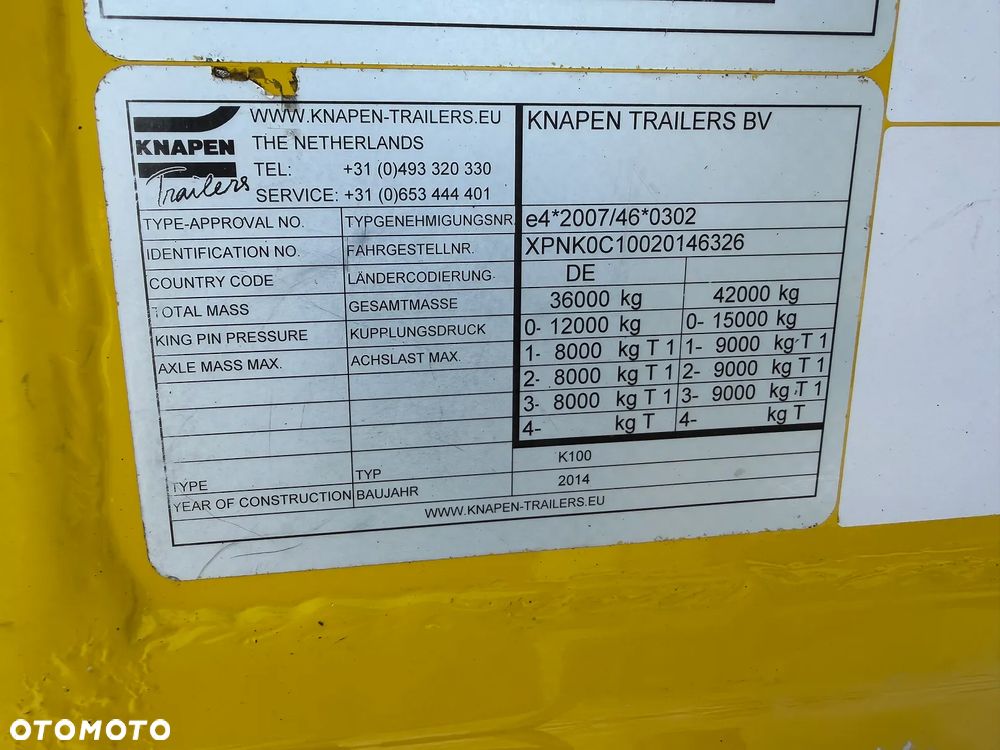 KNAPEN
Trailers
WWW.KNAPEN-TRAILERS.EU
THE NETHERLANDS
TEL: +31 (0)493 320 330
SERVICE: +31 (0)653 444 401
KNAPEN TRAILERS BV
TYPE-APPROVAL NO. TYPGENEHMIGUNGSNR. e4*2007/46*0302
IDENTIFICATION NO. FAHRGESTELLNR. XPNK0C10020146326
COUNTRY CODE LÄNDERCODIERUNG DE
TOTAL MASS GESAMTMASSE 36000 kg 42000 kg
KING PIN PRESSURE KUPPLUNGSDRUCK 0- 12000 kg 0- 15000 kg
AXLE MASS MAX. ACHSLAST MAX. 1- 8000 kg T 1 1- 9000 kg T 1
2- 8000 kg T 1 2- 9000 kg T 1
3- 8000 kg T 1 3- 9000 kg T 1
4- kg T 4- kg T
TYPE TYP K100
YEAR OF CONSTRUCTION BAUJAHR 2014
WWW.KNAPEN-TRAILERS.EU
OTOMOTO